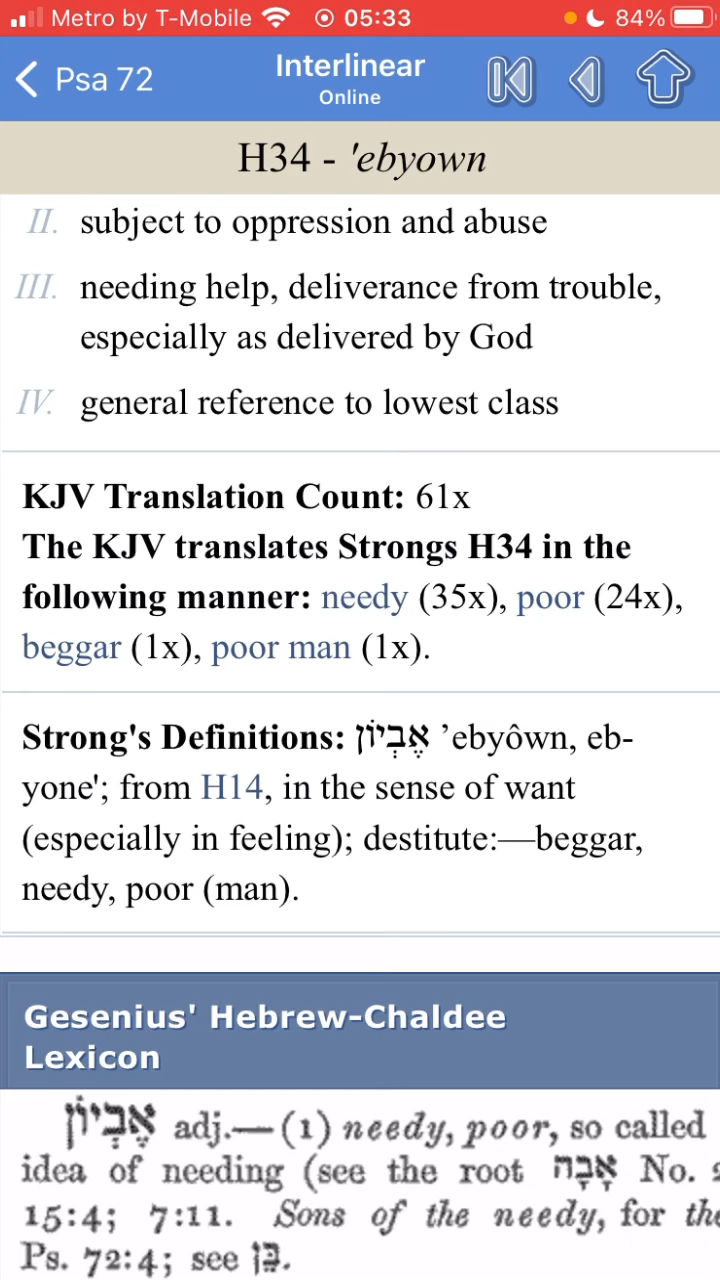 Metro by T-Mobile 05:33 84%
Psa 72 Interlinear
Online
H34 - 'ebyown
II. subject to oppression and abuse
III. needing help, deliverance from trouble,
especially as delivered by God
IV. general reference to lowest class
KJV Translation Count: 61x
The KJV translates Strongs H34 in the
following manner: needy (35x), poor (24x),
beggar (1x), poor man (1x).
Strong's Definitions: אֶבְיוֹן ʼebyôwn, eb-
yone'; from H14, in the sense of want
(especially in feeling); destitute:—beggar,
needy, poor (man).
Gesenius' Hebrew-Chaldee
Lexicon
אֶבְיוֹן adj.—(1) needy, poor, so called
idea of needing (see the root אָבָה No.
15:4; 7:11. Sons of the needy, for the
Ps. 72:4; see בֵּן.